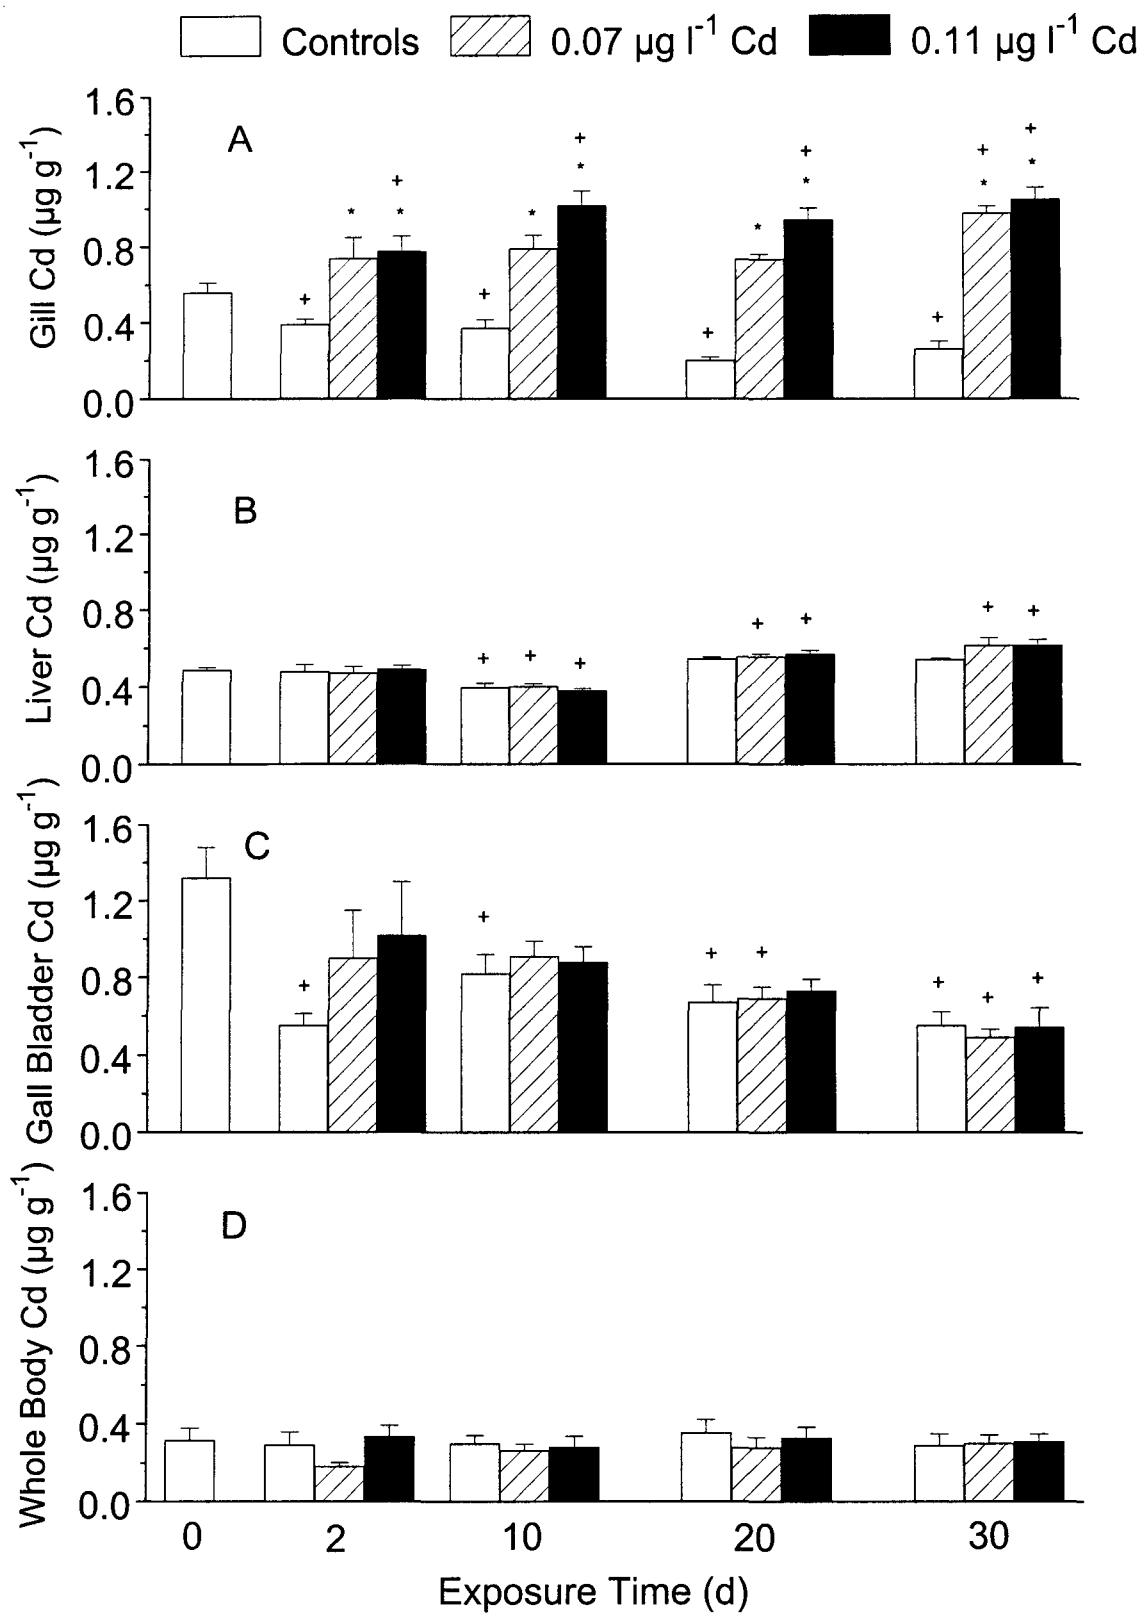 Controls 0.07 µg l⁻¹ Cd 0.11 µg l⁻¹ Cd
A
Gill Cd (µg g⁻¹)
1.6
1.2
0.8
0.4
0.0
+ * + * * + * + * + * * + * + * + * + * +
B
Liver Cd (µg g⁻¹)
1.6
1.2
0.8
0.4
0.0
+ + + + + + +
C
Gall Bladder Cd (µg g⁻¹)
1.6
1.2
0.8
0.4
0.0
+ + + + + + +
D
Whole Body Cd (µg g⁻¹)
1.6
1.2
0.8
0.4
0.0
0 2 10 20 30
Exposure Time (d)